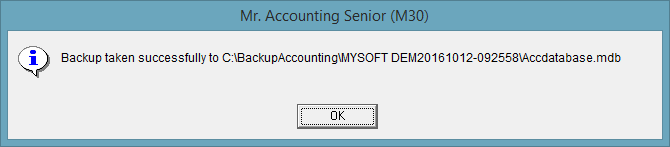 Mr. Accounting Senior (M30)
Backup taken successfully to C:\BackupAccounting\MYSOFT DEM20161012-092558\Accdatabase.mdb
OK